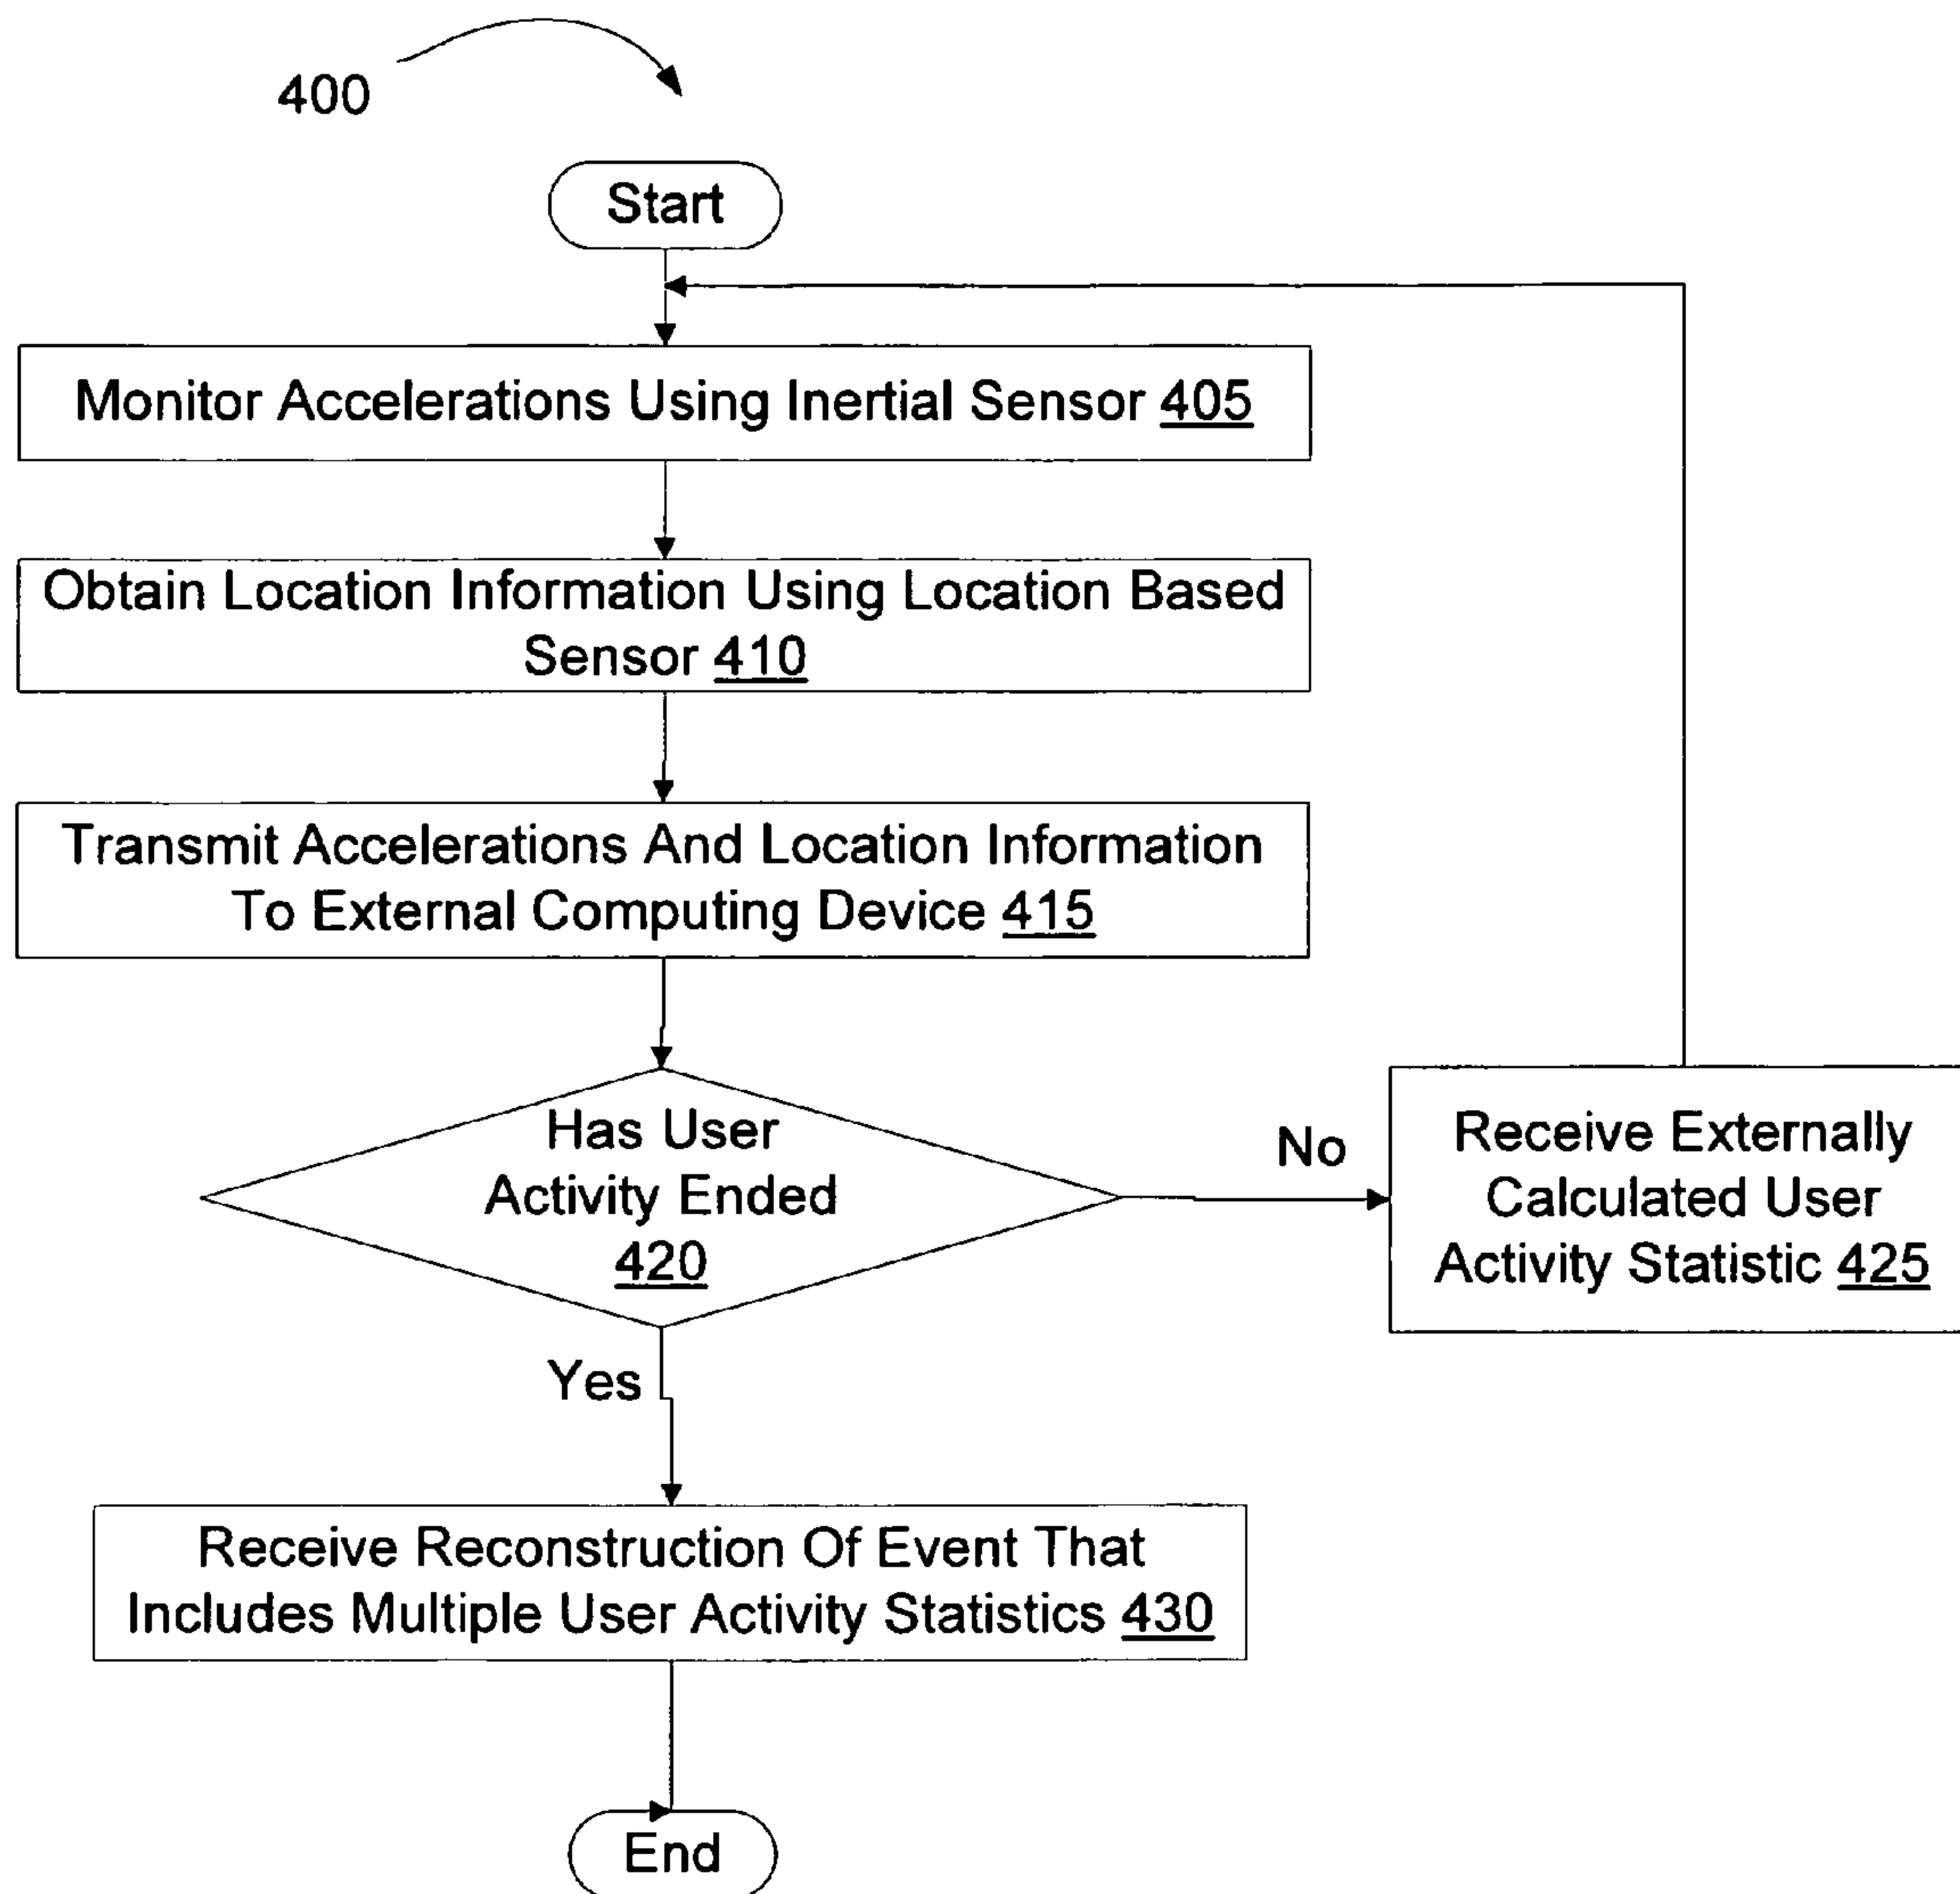 400
Start
Monitor Accelerations Using Inertial Sensor 405
Obtain Location Information Using Location Based
Sensor 410
Transmit Accelerations And Location Information
To External Computing Device 415
Has User
Activity Ended
420
No
Receive Externally
Calculated User
Activity Statistic 425
Yes
Receive Reconstruction Of Event That
Includes Multiple User Activity Statistics 430
End